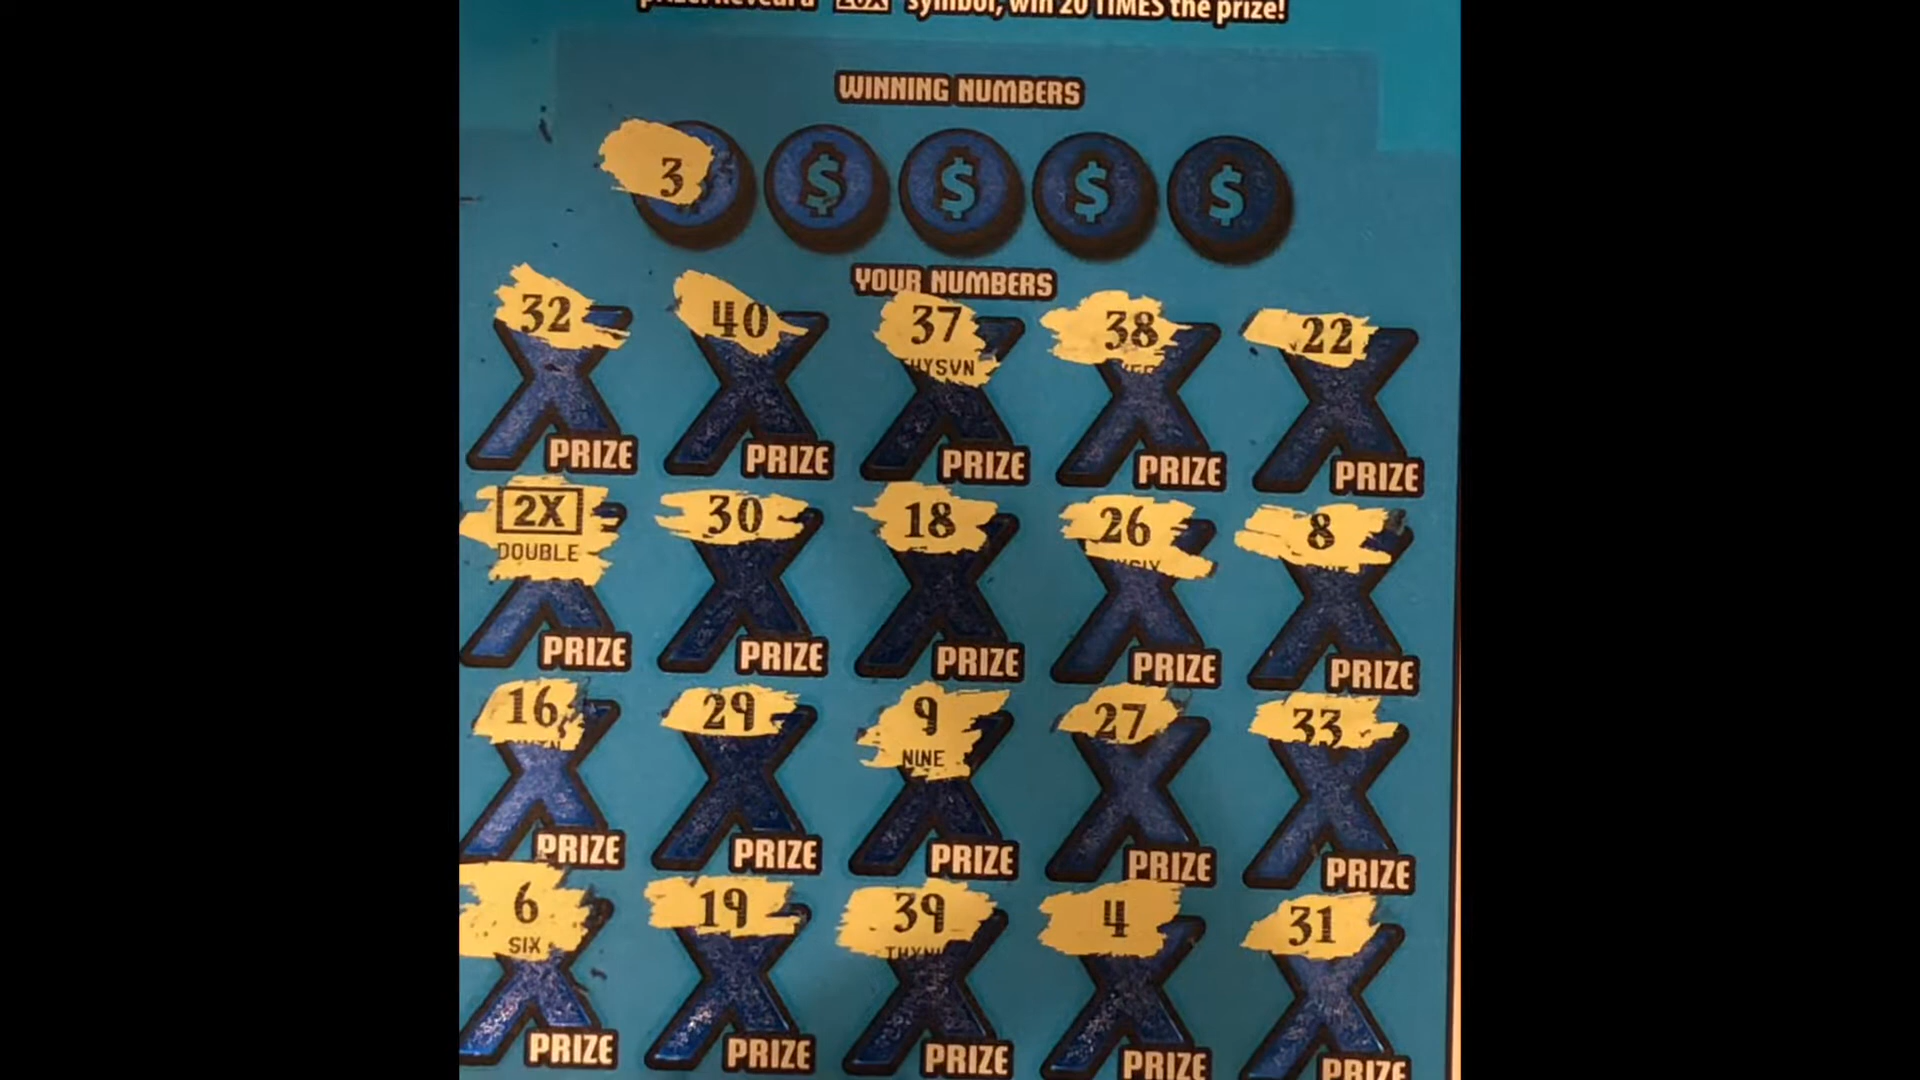 symbol, win 20 TIMES the prize!
WINNING NUMBERS
3 $ $ $ $
YOUR NUMBERS
32 40 37 38 22
PRIZE PRIZE PRIZE PRIZE PRIZE
2X 30 18 26 8
DOUBLE
PRIZE PRIZE PRIZE PRIZE PRIZE
16 29 9 27 33
NINE
PRIZE PRIZE PRIZE PRIZE PRIZE
6 19 39 4 31
SIX
PRIZE PRIZE PRIZE PRIZE PRIZE